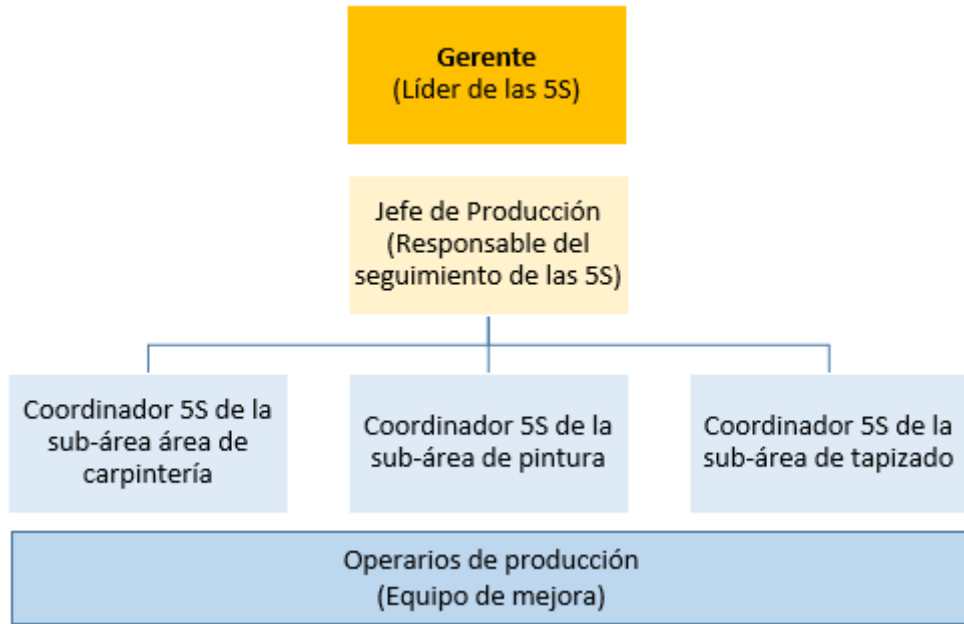 Gerente
(Líder de las 5S)
Jefe de Producción
(Responsable del
seguimiento de las 5S)
Coordinador 5S de la
sub-área área de
carpintería
Coordinador 5S de la
sub-área de pintura
Coordinador 5S de la
sub-área de tapizado
Operarios de producción
(Equipo de mejora)